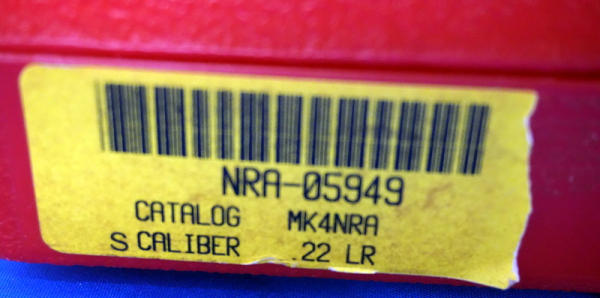 NRA-05949
CATALOG MK4NRA
S CALIBER .22 LR